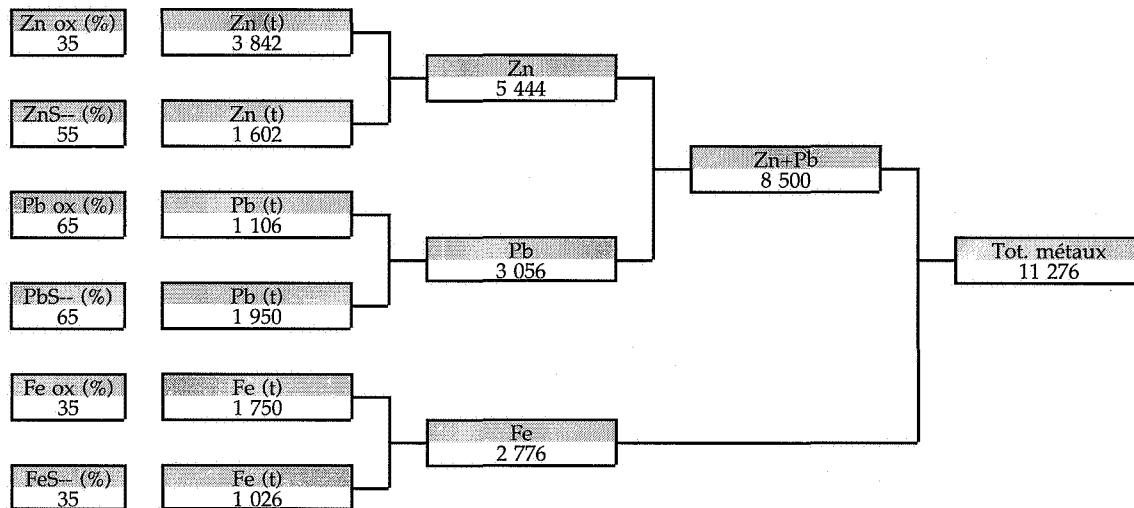 Zn ox (%)
35
Zn (t)
3 842
Zn
5 444
ZnS-- (%)
55
Zn (t)
1 602
Zn+Pb
8 500
Pb ox (%)
65
Pb (t)
1 106
Pb
3 056
Tot. métaux
11 276
PbS-- (%)
65
Pb (t)
1 950
Fe ox (%)
35
Fe (t)
1 750
Fe
2 776
FeS-- (%)
35
Fe (t)
1 026